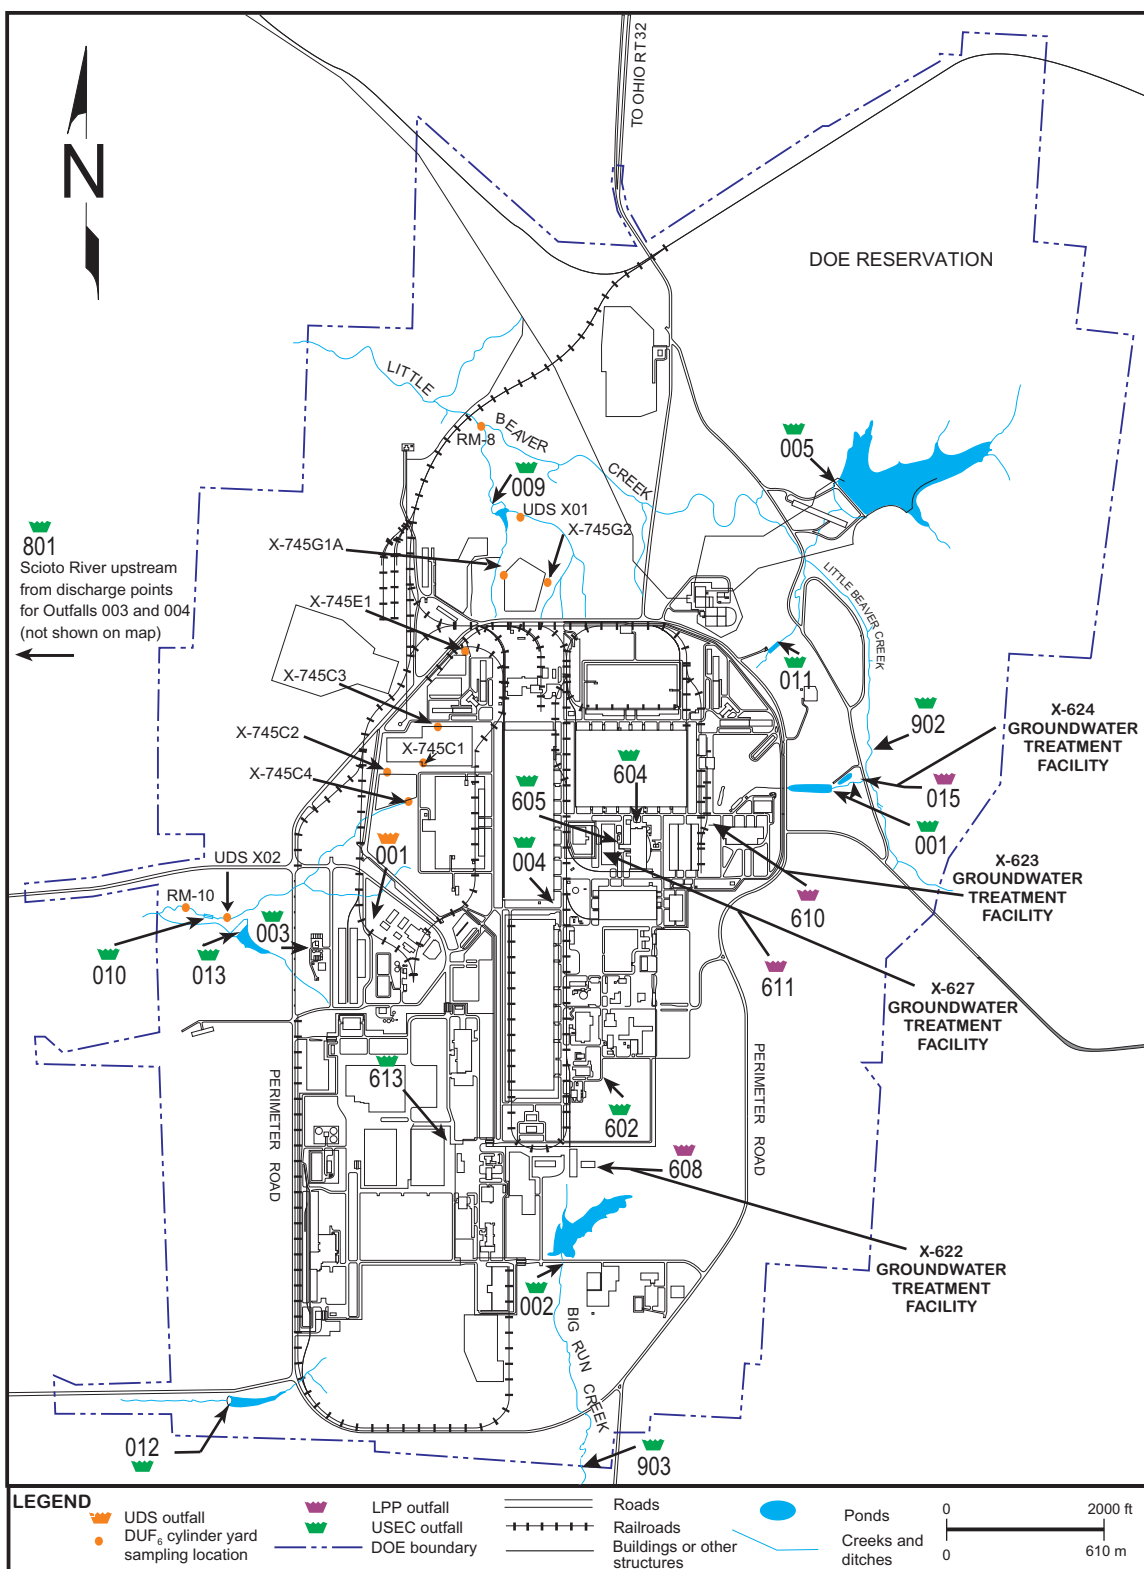 N
TO OHIO RT 32
DOE RESERVATION
LITTLE
BEAVER
CREEK
RM-8
009
UDS X01
005
801
Scioto River upstream
from discharge points
for Outfalls 003 and 004
(not shown on map)
X-745G1A
X-745G2
X-745E1
LITTLE BEAVER CREEK
011
X-745C3
X-745C2
X-745C1
X-745C4
902
X-624
GROUNDWATER
TREATMENT
FACILITY
604
605
015
001
001
004
UDS X02
RM-10
003
010
013
610
X-623
GROUNDWATER
TREATMENT
FACILITY
611
X-627
GROUNDWATER
TREATMENT
FACILITY
613
PERIMETER ROAD
PERIMETER ROAD
602
608
X-622
GROUNDWATER
TREATMENT
FACILITY
002
BIG RUN CREEK
012
903
LEGEND
UDS outfall
DUF₆ cylinder yard
sampling location
LPP outfall
USEC outfall
DOE boundary
Roads
Railroads
Buildings or other
structures
Ponds
Creeks and
ditches
0 2000 ft
0 610 m